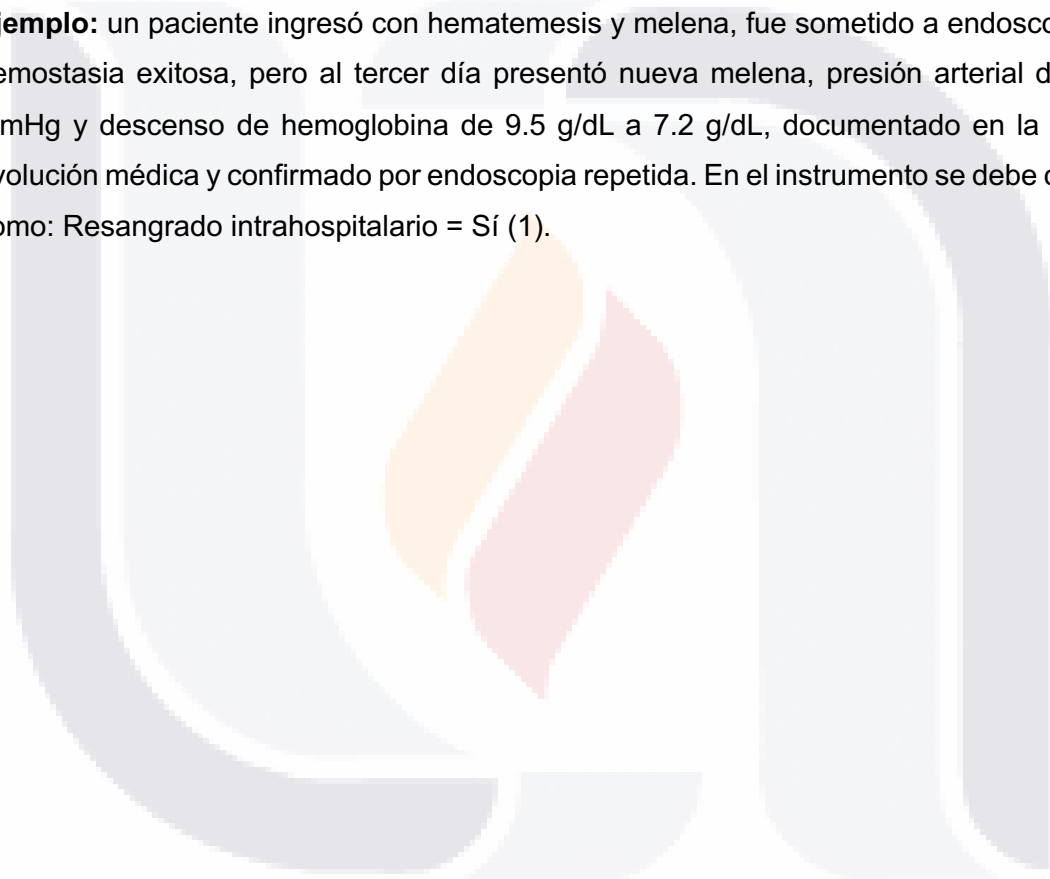 jemplo: un paciente ingresó con hematemesis y melena, fue sometido a endosco
emostasia exitosa, pero al tercer día presentó nueva melena, presión arterial d
mHg y descenso de hemoglobina de 9.5 g/dL a 7.2 g/dL, documentado en la
volución médica y confirmado por endoscopia repetida. En el instrumento se debe
omo: Resangrado intrahospitalario = Sí (1).